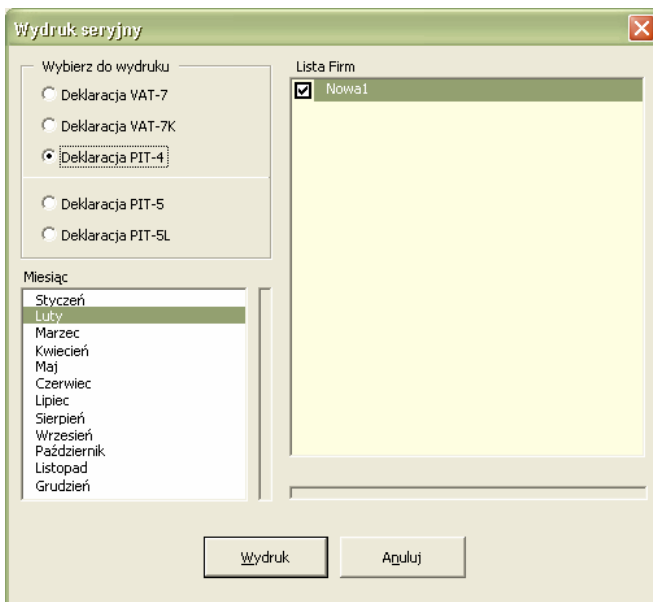 Wydruk seryjny
Wybierz do wydruku
Deklaracja VAT-7
Deklaracja VAT-7K
Deklaracja PIT-4
Deklaracja PIT-5
Deklaracja PIT-5L
Lista Firm
Nowa1
Miesiąc
Styczeń
Luty
Marzec
Kwiecień
Maj
Czerwiec
Lipiec
Sierpień
Wrzesień
Październik
Listopad
Grudzień
Wydruk
Anuluj